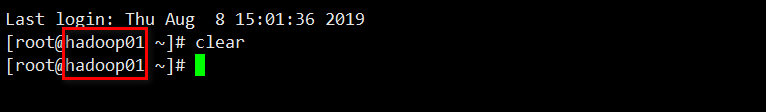 Last login: Thu Aug  8 15:01:36 2019
[root@hadoop01 ~]# clear
[root@hadoop01 ~]#